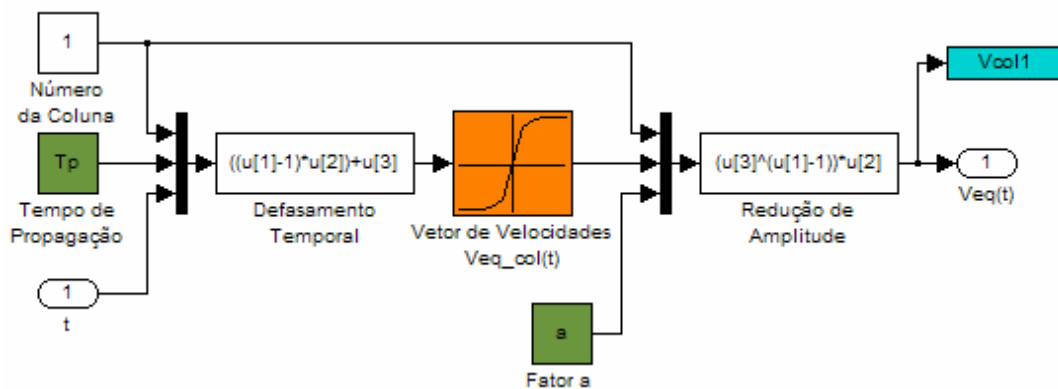 1
Número
da Coluna
Tp
Tempo de
Propagação
1
t
((u[1]-1)*u[2])+u[3]
Defasamento
Temporal
Vetor de Velocidades
Veq_col(t)
a
Fator a
(u[3]^(u[1]-1))*u[2]
Redução de
Amplitude
Vcol1
1
Veq(t)